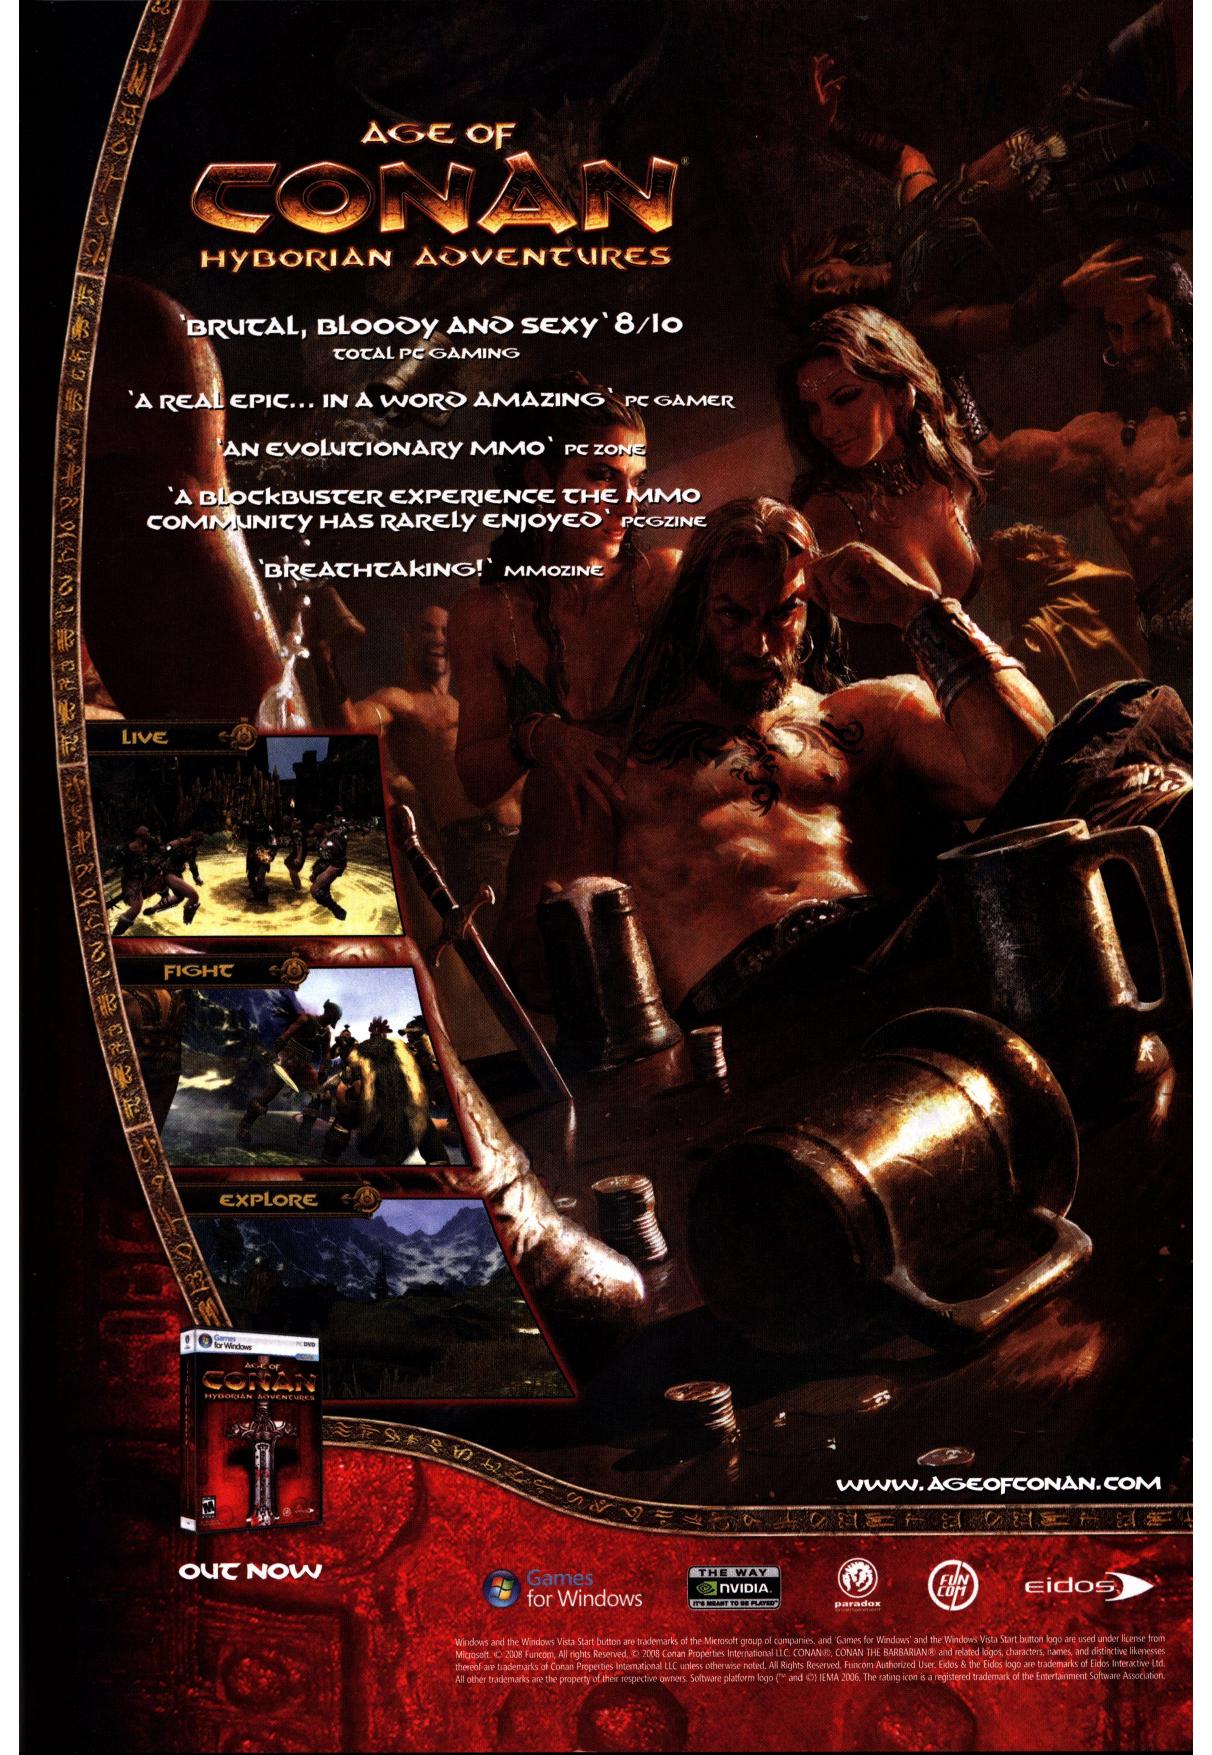 AGE OF
CONAN®
HYBORIAN ADVENTURES
'BRUTAL, BLOODY AND SEXY' 8/10
TOTAL PC GAMING
'A REAL EPIC... IN A WORD AMAZING' PC GAMER
'AN EVOLUTIONARY MMO' PC ZONE
'A BLOCKBUSTER EXPERIENCE THE MMO
COMMUNITY HAS RARELY ENJOYED' PCGZINE
'BREATHTAKING!' MMOZINE
LIVE
FIGHT
EXPLORE
Games
for Windows
PC DVD
AGE OF
CONAN
HYBORIAN ADVENTURES
M
WWW.AGEOFCONAN.COM
OUT NOW
Games
for Windows
THE WAY
NVIDIA.
IT'S MEANT TO BE PLAYED™
paradox
FUN
COM
eidos
Windows and the Windows Vista Start button are trademarks of the Microsoft group of companies, and 'Games for Windows' and the Windows Vista Start button logo are used under license from
Microsoft. © 2008 Funcom, All rights Reserved. © 2008 Conan Properties International LLC. CONAN®, CONAN THE BARBARIAN® and related logos, characters, names, and distinctive likenesses
thereof are trademarks of Conan Properties International LLC unless otherwise noted. All Rights Reserved. Funcom Authorized User. Eidos & the Eidos logo are trademarks of Eidos Interactive Ltd.
All other trademarks are the property of their respective owners. Software platform logo (™ and ©) IEMA 2006. The rating icon is a registered trademark of the Entertainment Software Association.